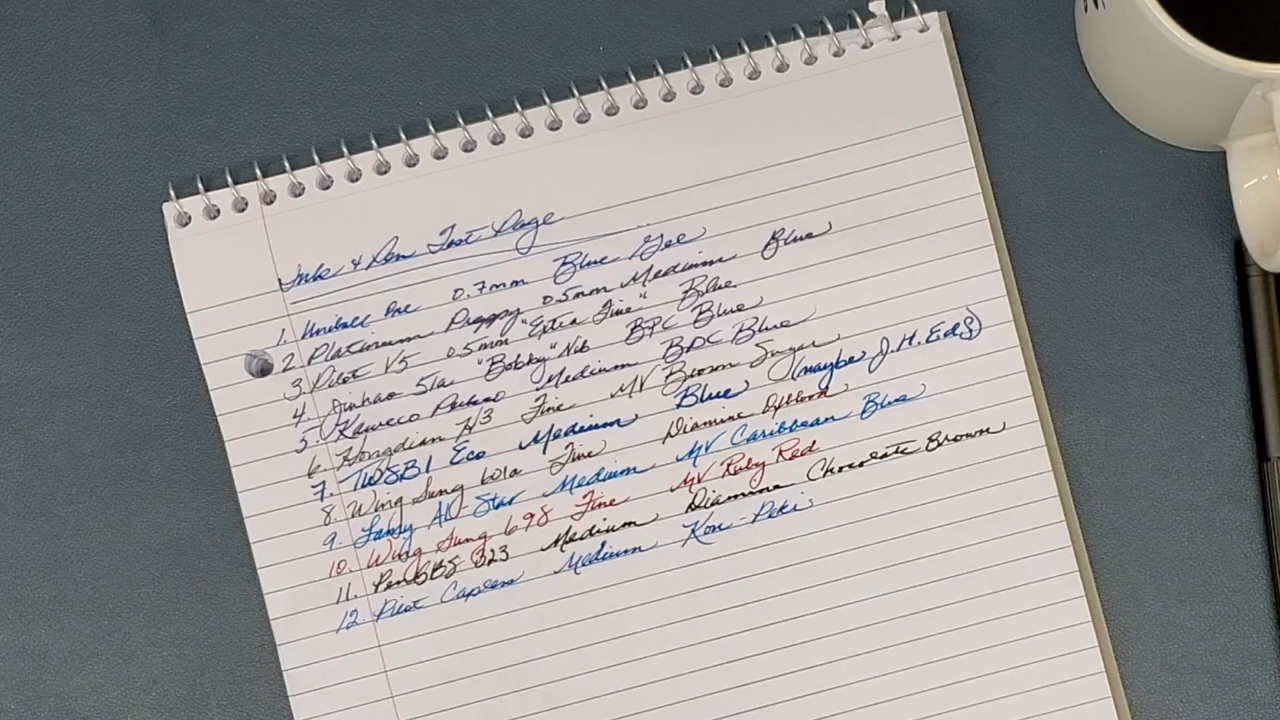 Ink & Pen Test Page
1. Uniball One 0.7mm Blue Gel
2 Platinum Preppy 0.5mm Medium Blue
3. Pilot V5 0.5mm "Extra Fine" Blue
4. Jinhao 51a "Bobby" Nib BPC Blue
5. Kaweco Perkeo Medium BPC Blue
6. Hongdian H3 Fine MV Brown Sugar
7. TWSBI Eco Medium Blue (maybe J.H. EdS)
8. Wing Sung 601a Fine Diamine Oxblood
9. Lamy Al Star Medium MV Caribbean Blue
10. Wing Sung 698 Fine MV Ruby Red
11. PenBBS 323 Medium Diamine Chocolate Brown
12. Pilot Capless Medium Kon-Peki